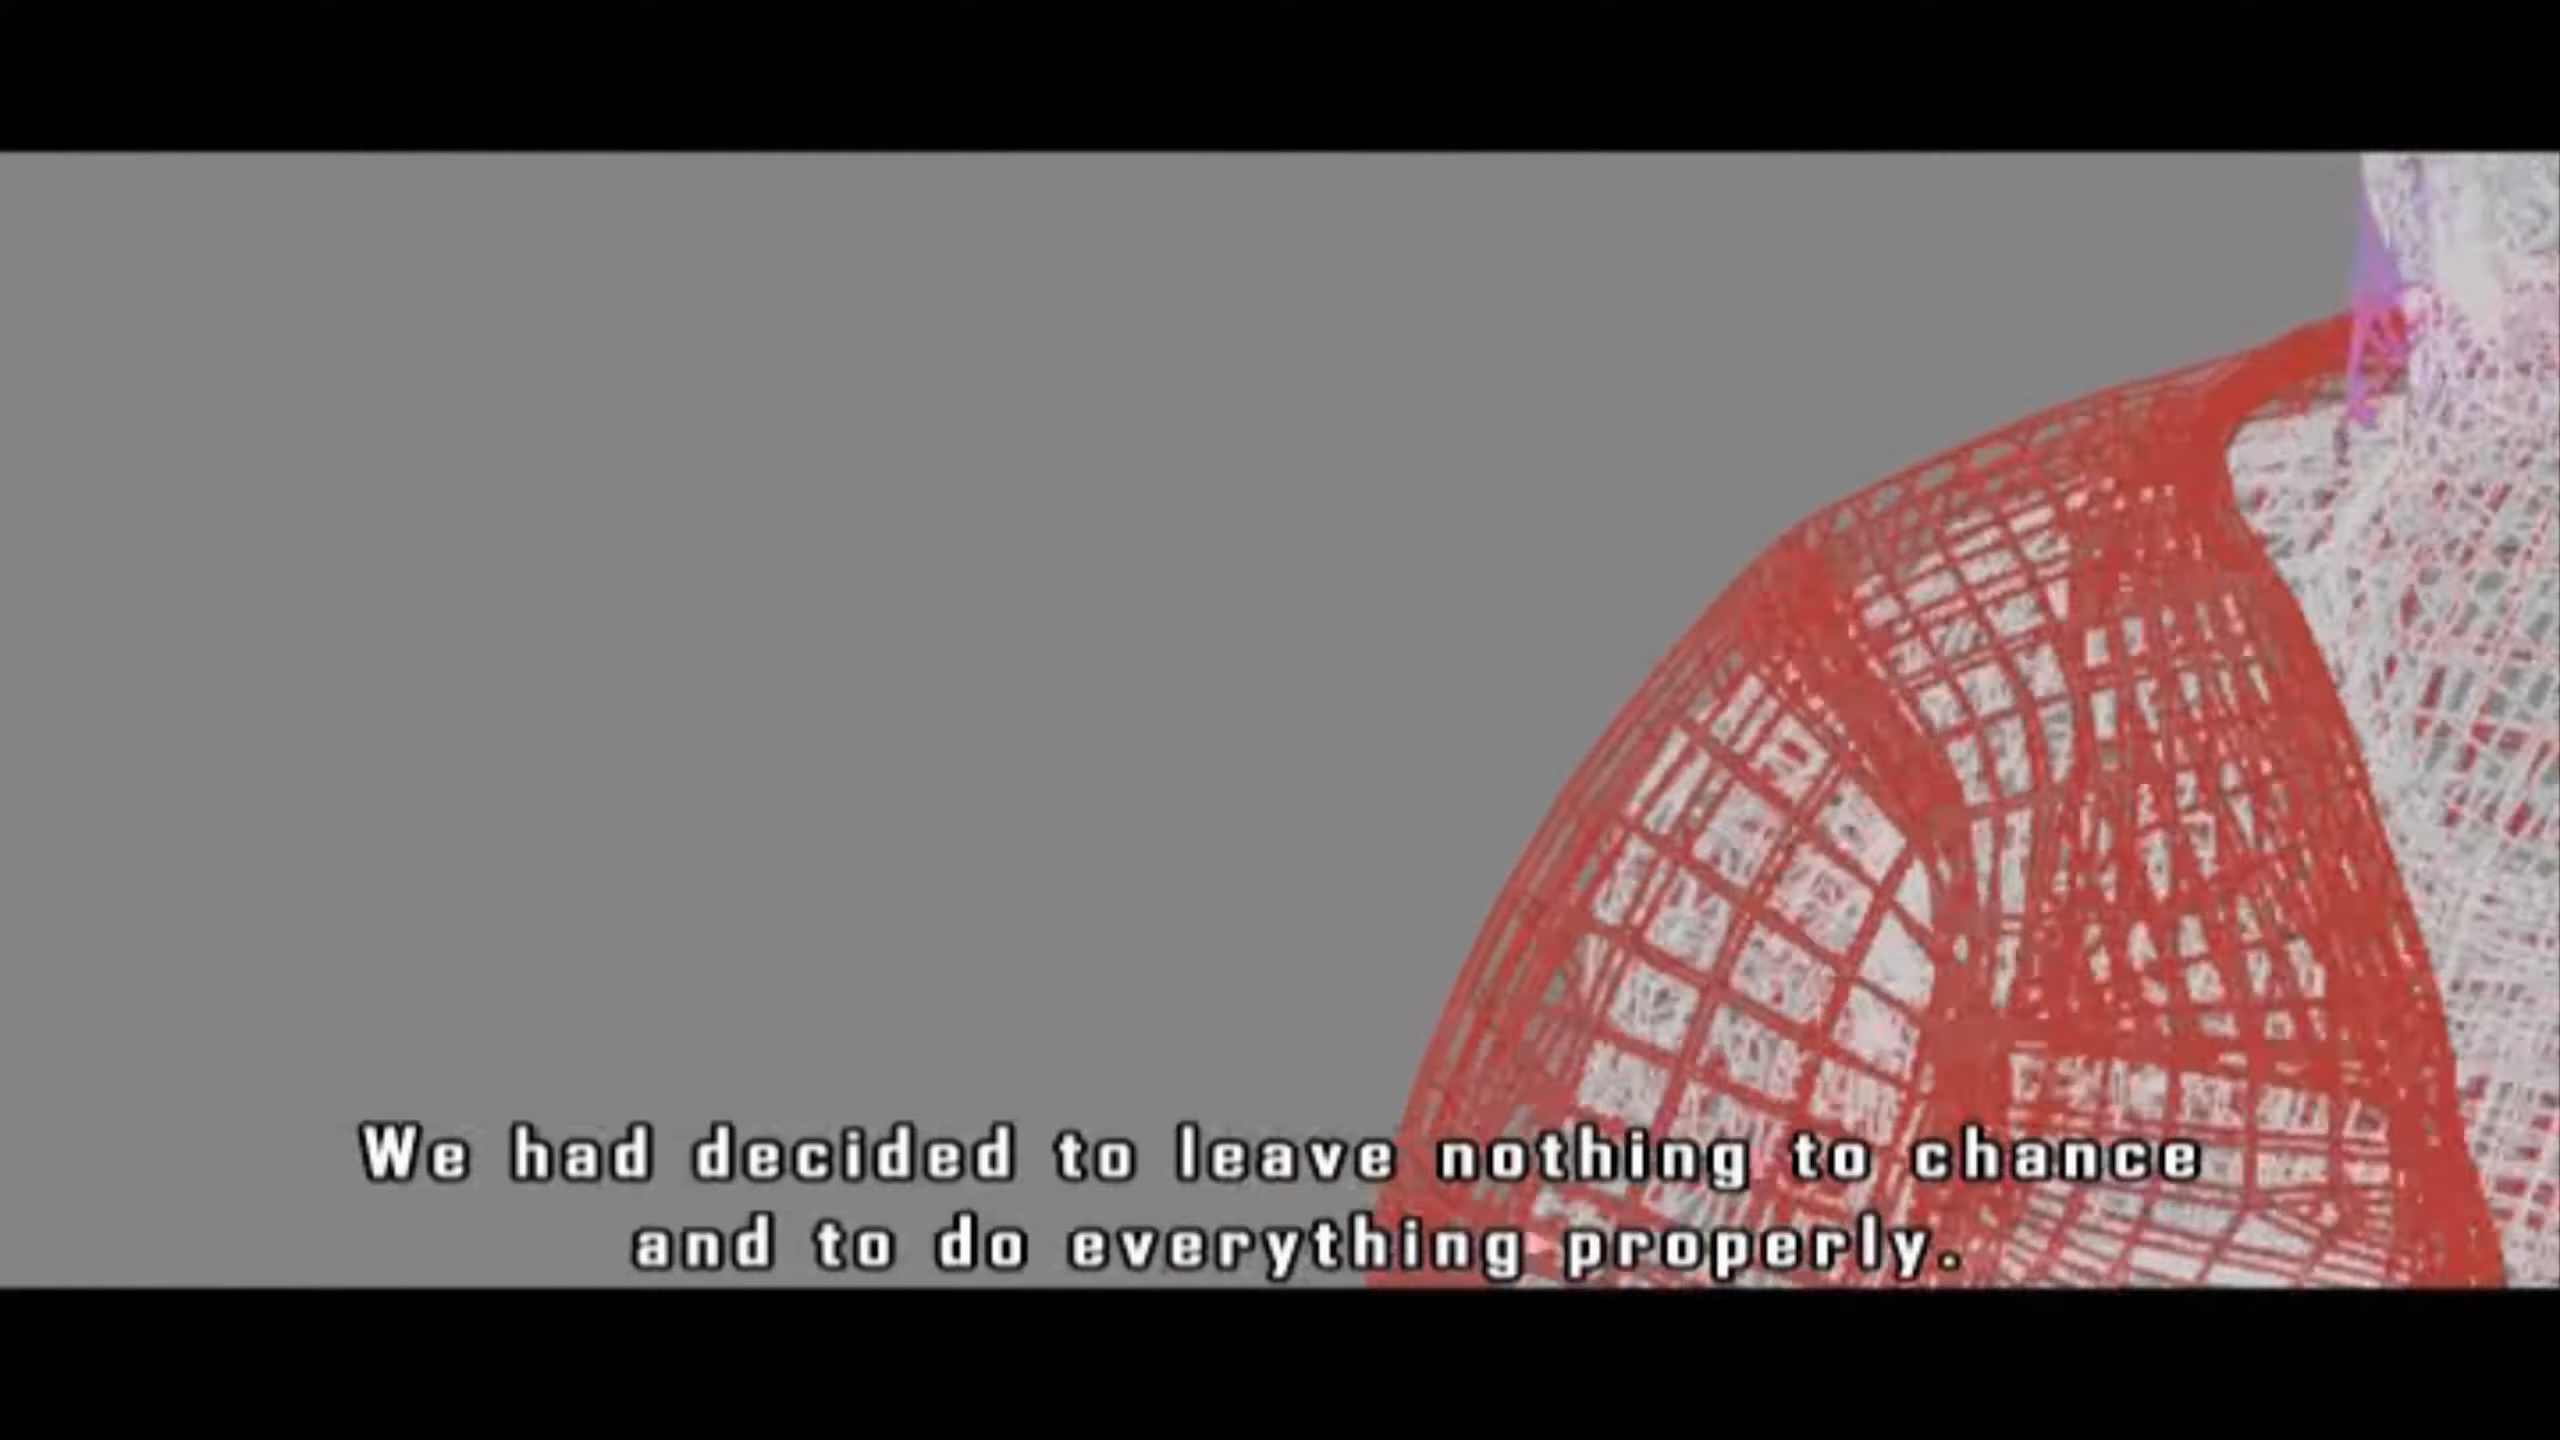 We had decided to leave nothing to chance
and to do everything properly.